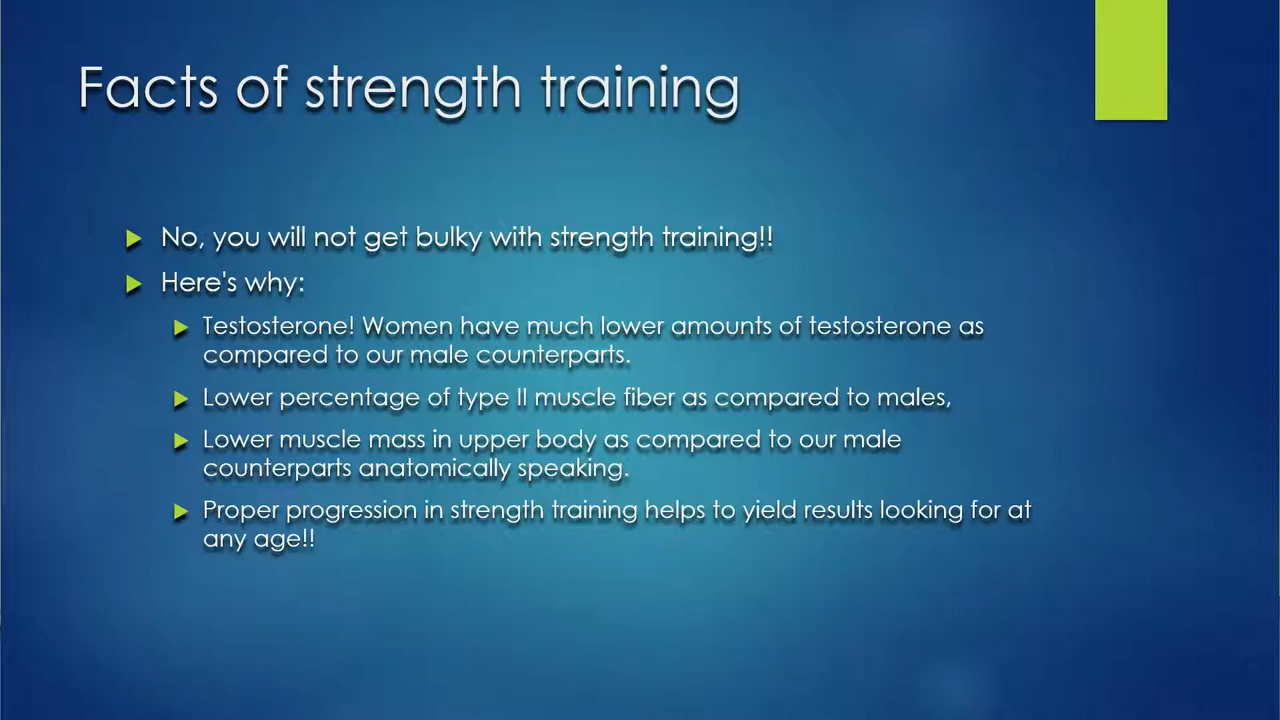 Facts of strength training
No, you will not get bulky with strength training!!
Here's why:
Testosterone! Women have much lower amounts of testosterone as
compared to our male counterparts.
Lower percentage of type II muscle fiber as compared to males,
Lower muscle mass in upper body as compared to our male
counterparts anatomically speaking.
Proper progression in strength training helps to yield results looking for at
any age!!